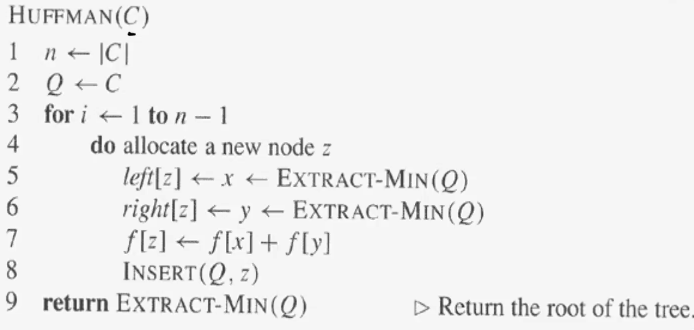 HUFFMAN(C)
1 n ← |C|
2 Q ← C
3 for i ← 1 to n − 1
4 do allocate a new node z
5 left[z] ← x ← EXTRACT-MIN(Q)
6 right[z] ← y ← EXTRACT-MIN(Q)
7 f[z] ← f[x] + f[y]
8 INSERT(Q, z)
9 return EXTRACT-MIN(Q) ▷ Return the root of the tree.